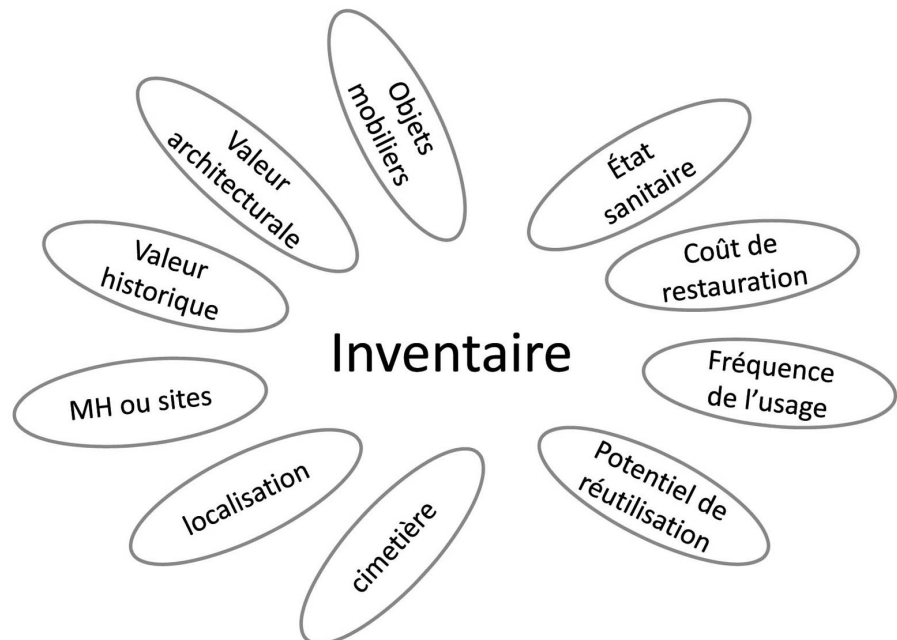 Objets
mobiliers
Valeur
architecturale
État
sanitaire
Valeur
historique
Coût de
restauration
Inventaire
MH ou sites
Fréquence
de l’usage
localisation
Potentiel de
réutilisation
cimetière